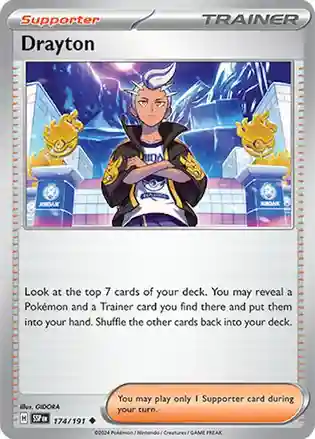 Supporter
TRAINER
Drayton
Look at the top 7 cards of your deck. You may reveal a
Pokémon and a Trainer card you find there and put them
into your hand. Shuffle the other cards back into your deck.
illus. GIDORA
H SSP EN 174/191
You may play only 1 Supporter card during
your turn.
©2024 Pokémon / Nintendo / Creatures / GAME FREAK